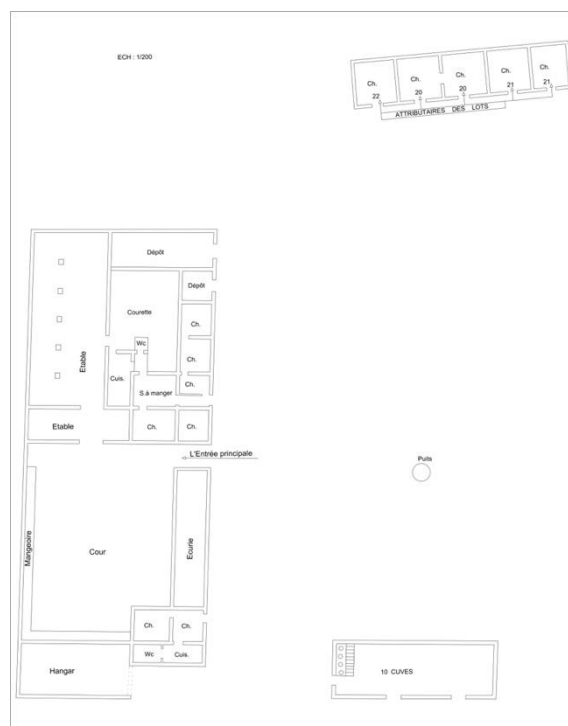 ECH : 1/200
Ch.
22
Ch.
20
Ch.
20
Ch.
21
Ch.
21
ATTRIBUTAIRES DES LOTS
Dépôt
Dépôt
Courette
Ch.
Wc
Etable
Ch.
Cuis.
Ch.
S.à manger
Etable
Ch.
Ch.
L'Entrée principale
Puits
Mangeoire
Cour
Ecurie
Ch.
Ch.
Wc
Cuis.
Hangar
10 CUVES